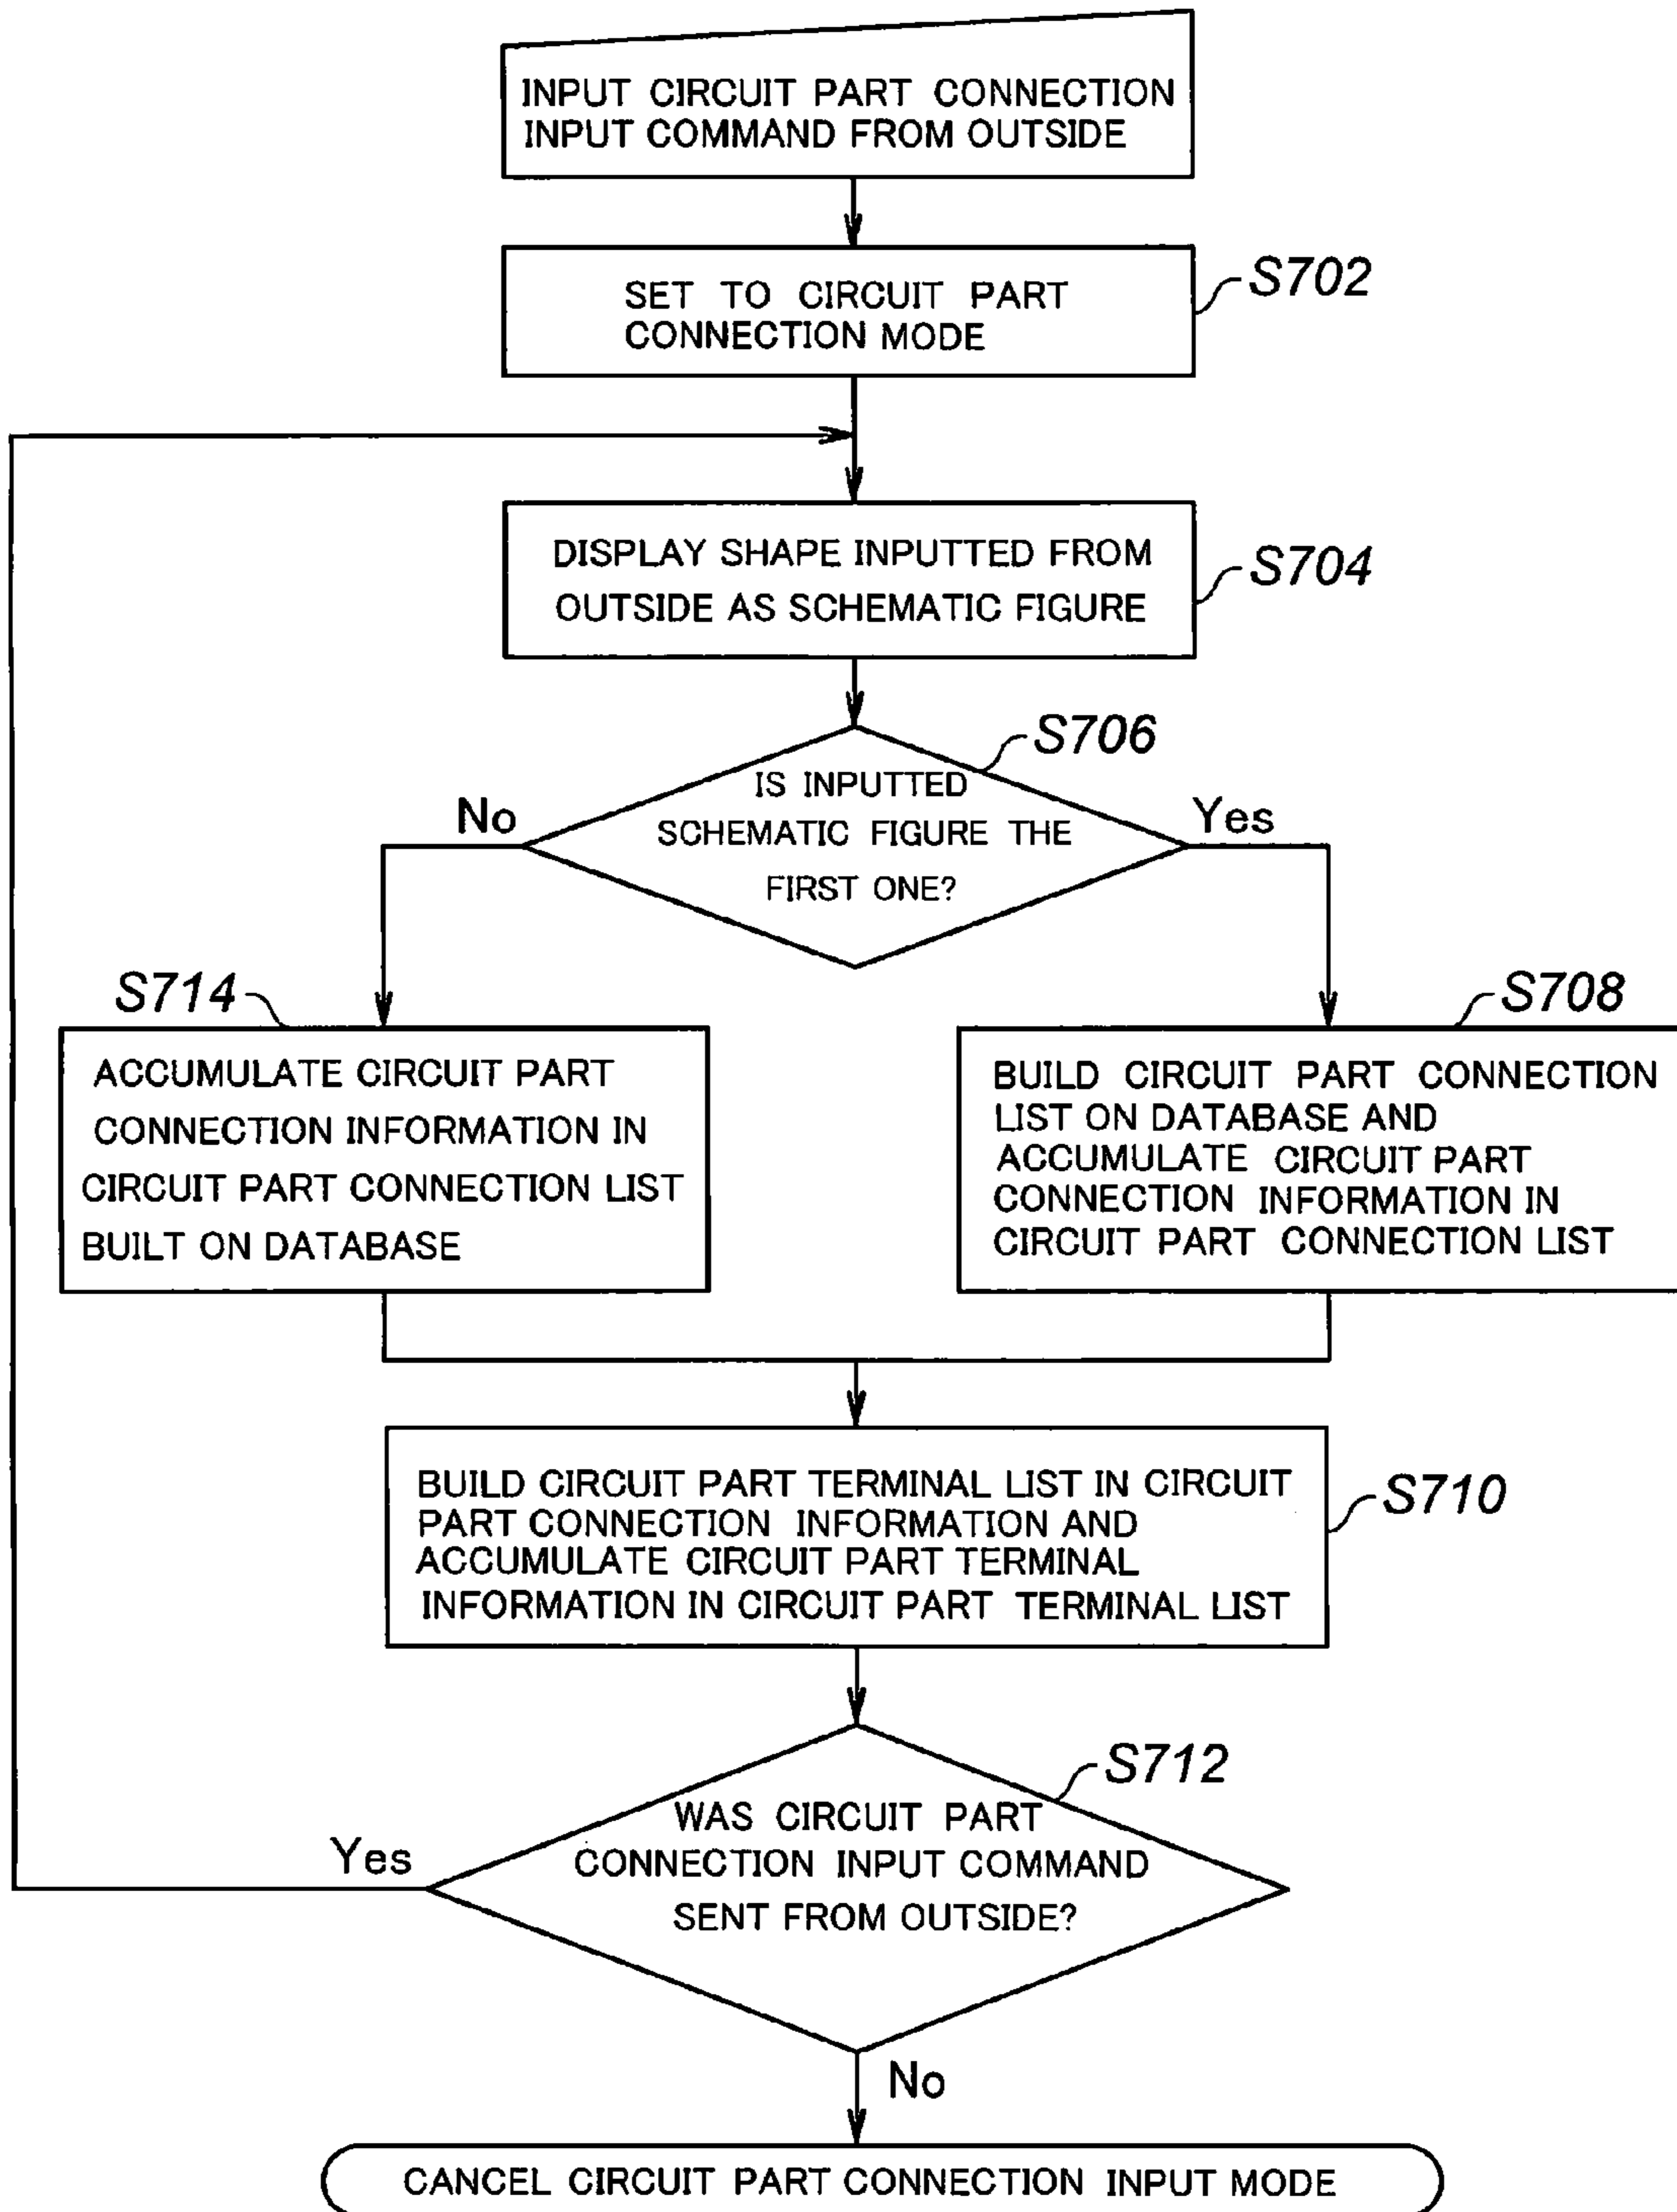 INPUT CIRCUIT PART CONNECTION
INPUT COMMAND FROM OUTSIDE
SET TO CIRCUIT PART
CONNECTION MODE
S702
DISPLAY SHAPE INPUTTED FROM
OUTSIDE AS SCHEMATIC FIGURE
S704
S706
IS INPUTTED
SCHEMATIC FIGURE THE
FIRST ONE?
No
Yes
S714
ACCUMULATE CIRCUIT PART
CONNECTION INFORMATION IN
CIRCUIT PART CONNECTION LIST
BUILT ON DATABASE
S708
BUILD CIRCUIT PART CONNECTION
LIST ON DATABASE AND
ACCUMULATE CIRCUIT PART
CONNECTION INFORMATION IN
CIRCUIT PART CONNECTION LIST
BUILD CIRCUIT PART TERMINAL LIST IN CIRCUIT
PART CONNECTION INFORMATION AND
ACCUMULATE CIRCUIT PART TERMINAL
INFORMATION IN CIRCUIT PART TERMINAL LIST
S710
S712
WAS CIRCUIT PART
CONNECTION INPUT COMMAND
SENT FROM OUTSIDE?
Yes
No
CANCEL CIRCUIT PART CONNECTION INPUT MODE